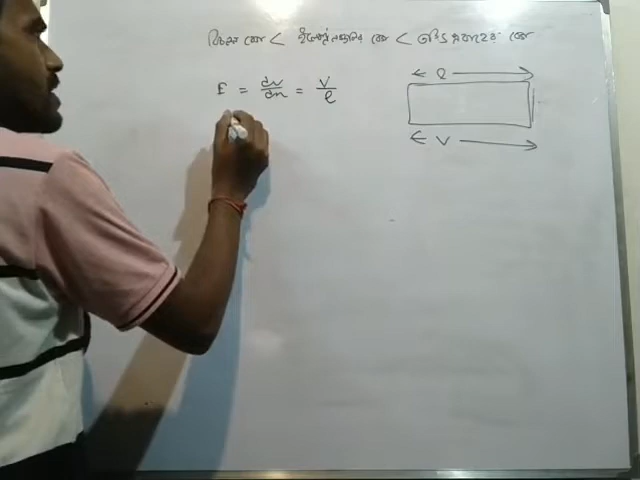 বেগ < ইলেকট্রনের বেগ < তড়িৎ প্রবাহের বেগ
E = dv/dx = V/l
l
V